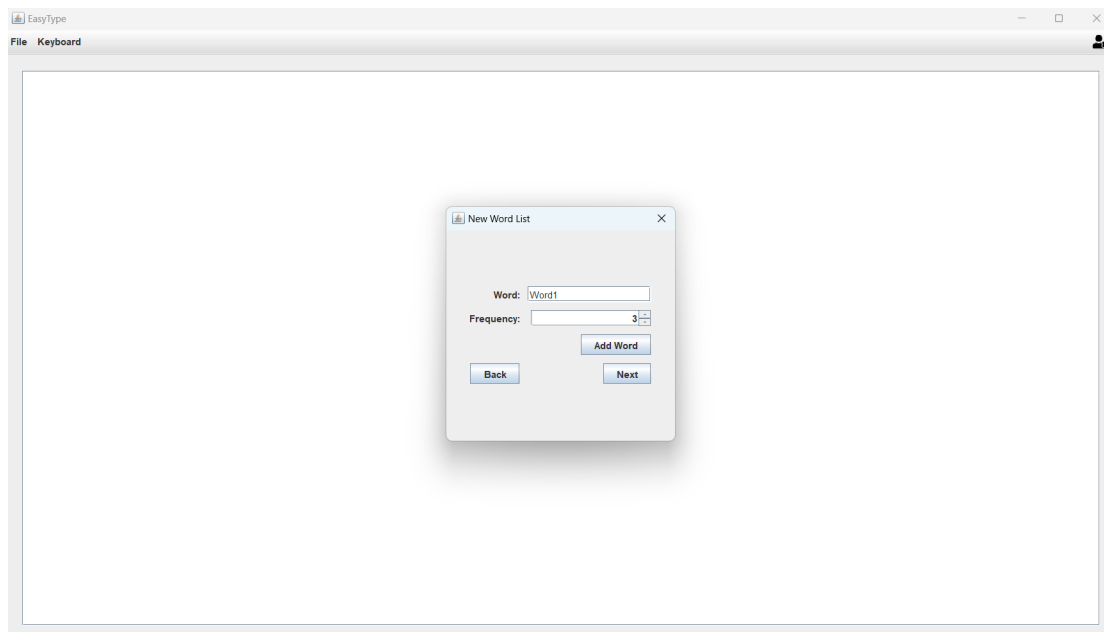 EasyType
File Keyboard
New Word List
Word: Word1
Frequency: 3
Add Word
Back Next